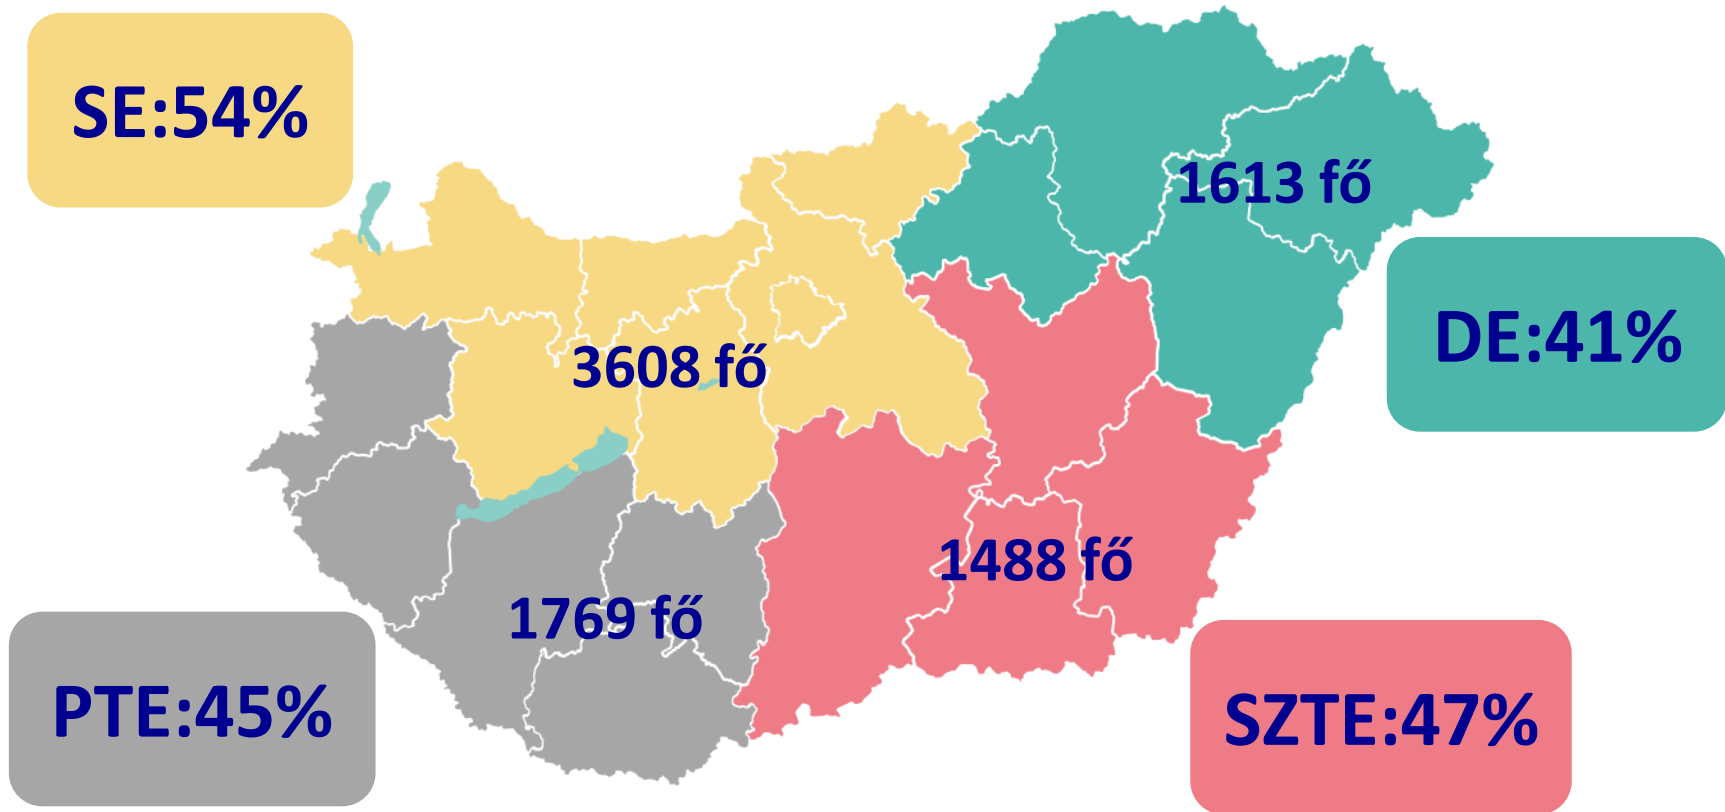 SE:54%
1613 fő
DE:41%
3608 fő
1488 fő
1769 fő
PTE:45%
SZTE:47%